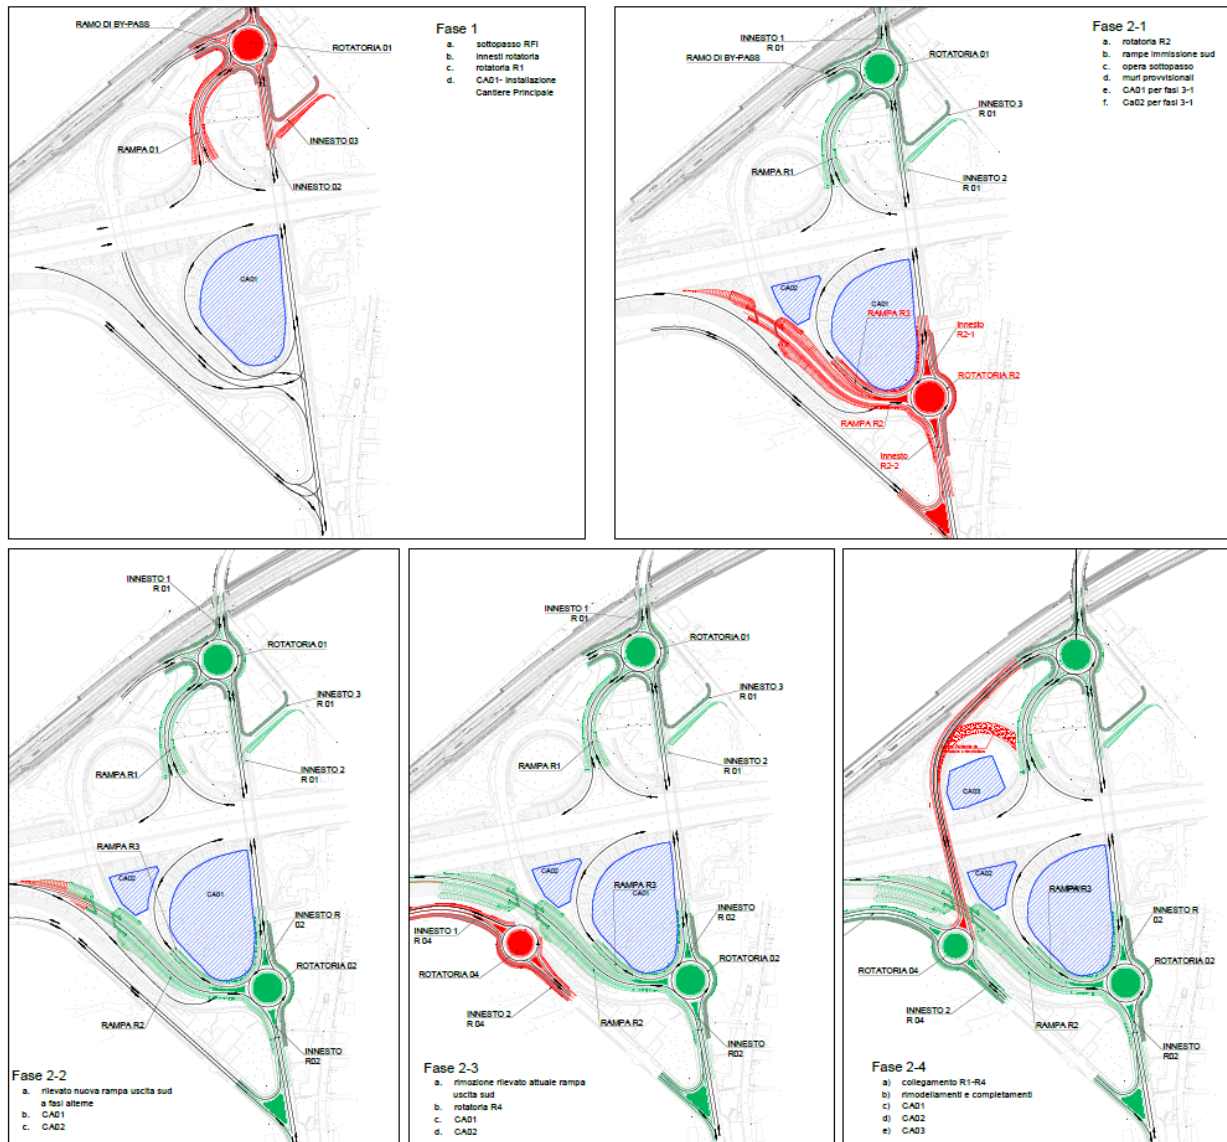 Fase 1
a. sottopasso RFI
b. innesti rotatoria
c. rotatoria R1
d. CA01- Installazione
Cantiere Principale
RAMO DI BY-PASS
ROTATORIA 01
RAMPA 01
INNESTO 03
INNESTO 02
CA01
Fase 2-1
a. rotatoria R2
b. rampe immissione sud
c. opera sottopasso
d. muri provvisionali
e. CA01 per fasi 3-1
f. Ca02 per fasi 3-1
INNESTO 1
R 01
RAMO DI BY-PASS
ROTATORIA 01
INNESTO 3
R 01
RAMPA R1
INNESTO 2
R 01
CA02
CA01
RAMPA R3
Innesto
R2-1
ROTATORIA R2
RAMPA R2
Innesto
R2-2
INNESTO 1
R 01
ROTATORIA 01
INNESTO 3
R 01
RAMPA R1
INNESTO 2
R 01
RAMPA R3
CA02
CA01
INNESTO R
02
ROTATORIA 02
RAMPA R2
INNESTO
R02
Fase 2-2
a. rilevato nuova rampa uscita sud
a fasi alterne
b. CA01
c. CA02
INNESTO 1
R 01
ROTATORIA 01
INNESTO 3
R 01
RAMPA R1
INNESTO 2
R 01
CA02
RAMPA R3
CA01
INNESTO
R 02
INNESTO 1
R 04
ROTATORIA 04
ROTATORIA 02
INNESTO 2
R 04
RAMPA R2
INNESTO
R02
Fase 2-3
a. rimozione rilevato attuale rampa
uscita sud
b. rotatoria R4
c. CA01
d. CA02
CA03
CA02
RAMPA R3
INNESTO R
02
ROTATORIA 04
ROTATORIA 02
INNESTO 2
R 04
RAMPA R2
INNESTO
R02
Fase 2-4
a) collegamento R1-R4
b) rimodellamenti e completamenti
c) CA01
d) CA02
e) CA03